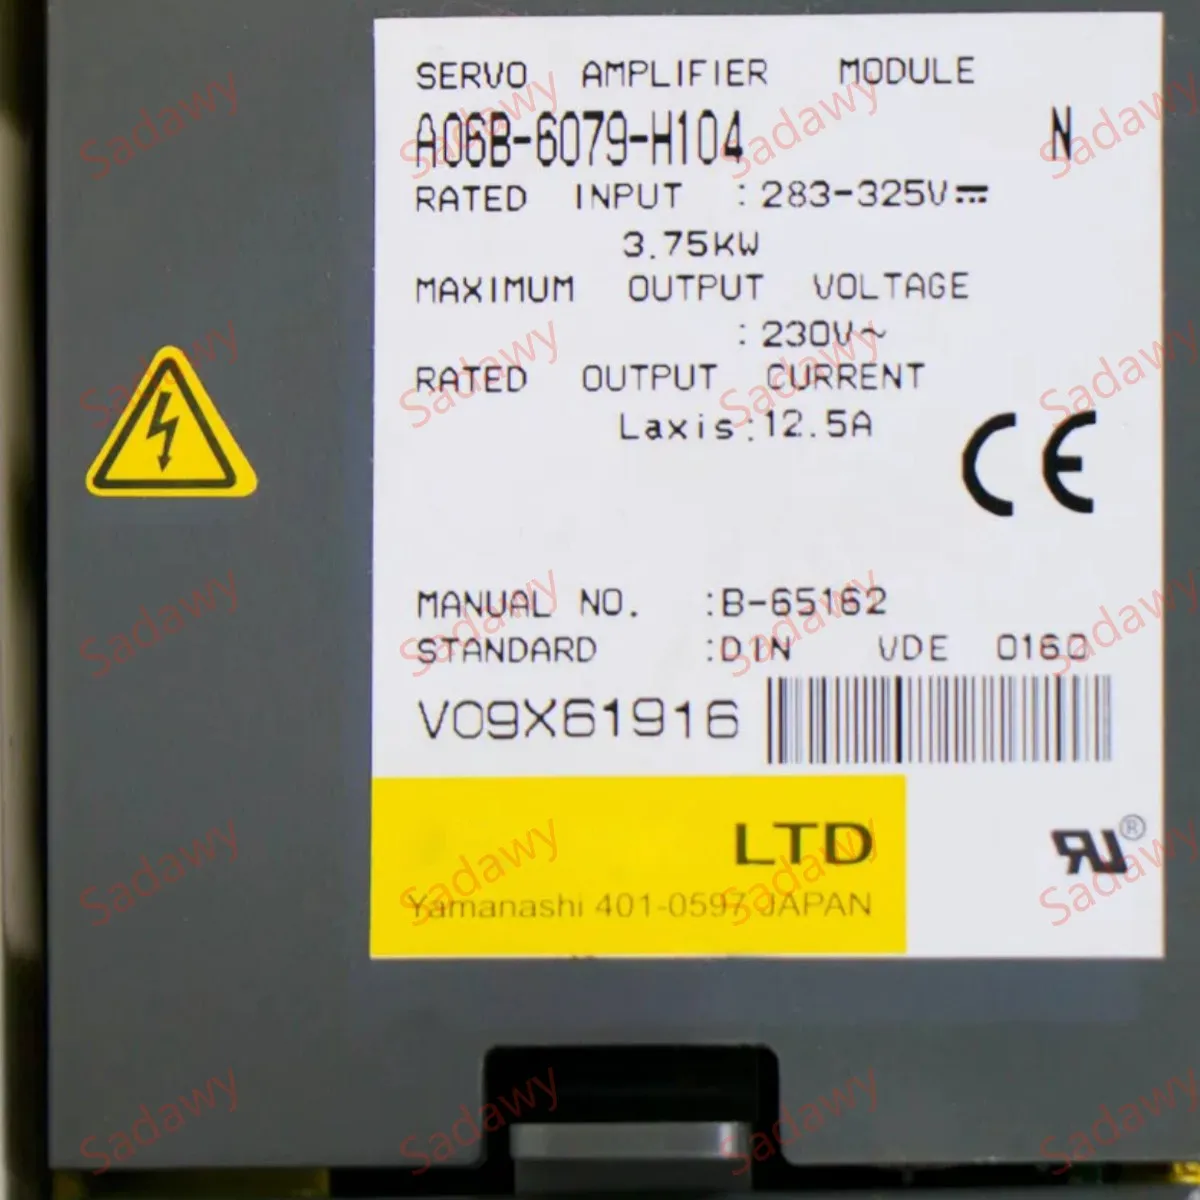 SERVO AMPLIFIER MODULE
A06B-6079-H104 N
RATED INPUT : 283-325V⎓
3.75KW
MAXIMUM OUTPUT VOLTAGE
: 230V~
RATED OUTPUT CURRENT
Laxis:12.5A
CE
MANUAL NO. :B-65162
STANDARD :DIN VDE 0160
V09X61916
LTD
RU®
Yamanashi 401-0597 JAPAN
Sadawy